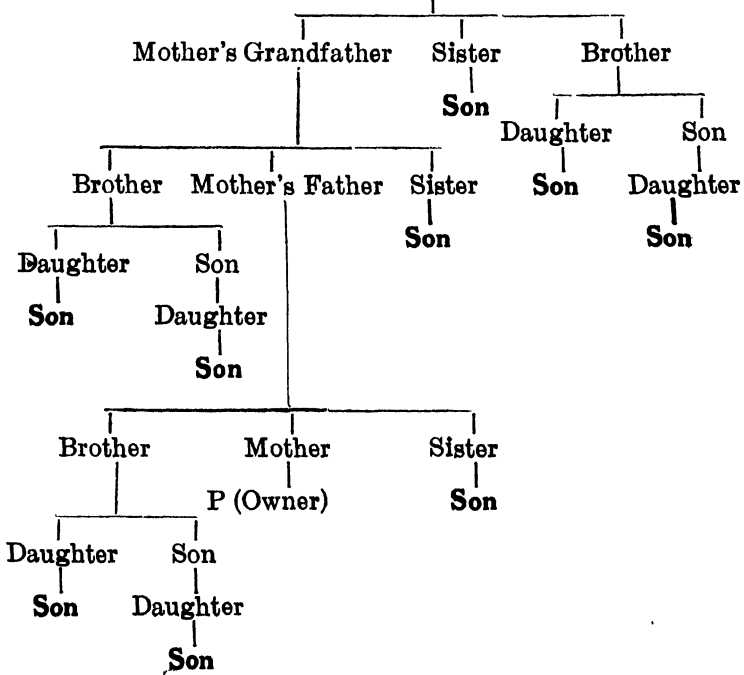 Mother's Grandfather Sister Brother
Son
Daughter Son
Brother Mother's Father Sister Son Daughter
Son Son
Daughter Son
Son Daughter
Son
Brother Mother Sister
P (Owner) Son
Daughter Son
Son Daughter
Son